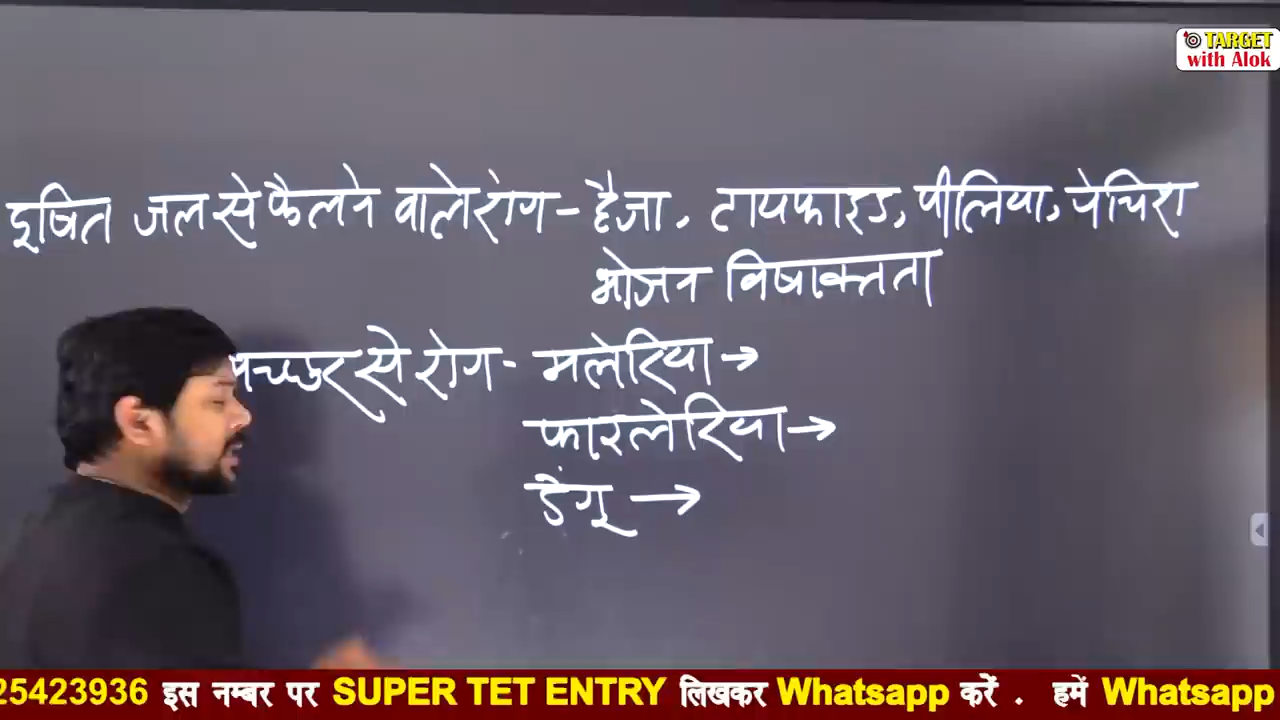 TARGET
with Alok
दूषित जल से फैलने वाले रोग - हैजा, टायफाइड, पीलिया, पेचिश
भोजन विषाक्तता
मच्छर से रोग - मलेरिया →
फाइलेरिया →
डेंगू →
25423936 इस नम्बर पर SUPER TET ENTRY लिखकर Whatsapp करें . हमें Whatsapp